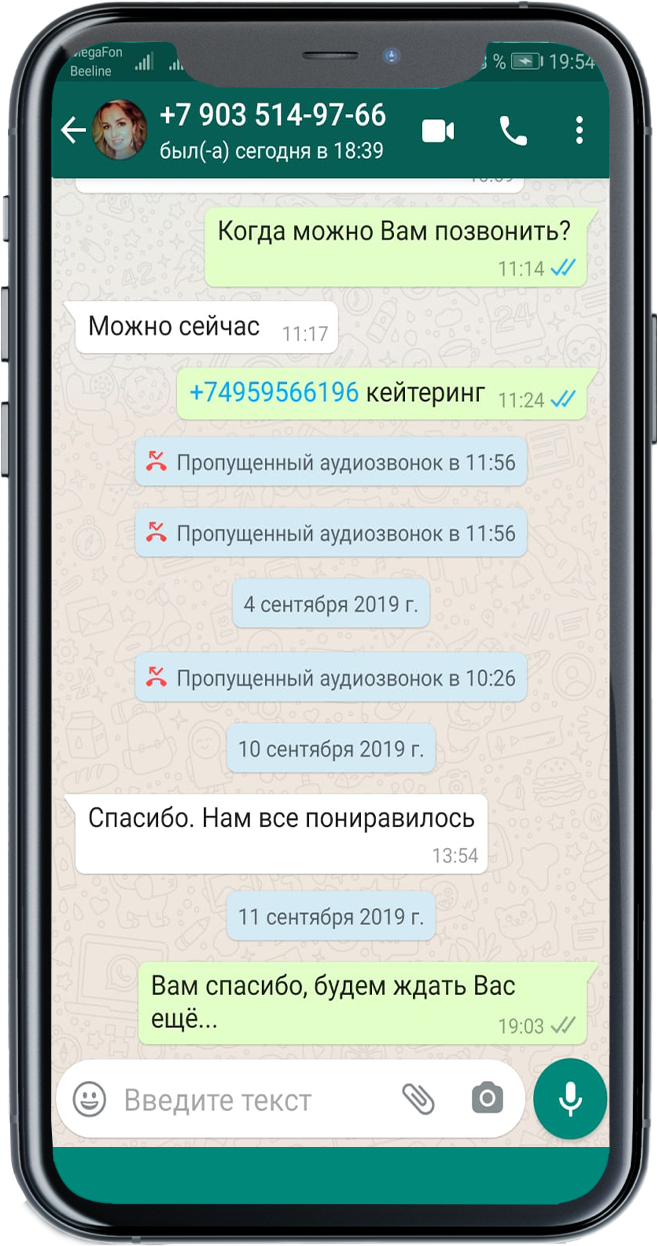 MegaFon
Beeline
% 19:54
+7 903 514-97-66
был(-а) сегодня в 18:39
Когда можно Вам позвонить?
11:14
Можно сейчас 11:17
+74959566196 кейтеринг 11:24
Пропущенный аудиозвонок в 11:56
Пропущенный аудиозвонок в 11:56
4 сентября 2019 г.
Пропущенный аудиозвонок в 10:26
10 сентября 2019 г.
Спасибо. Нам все пониравилось
13:54
11 сентября 2019 г.
Вам спасибо, будем ждать Вас
ещё...
19:03
Введите текст